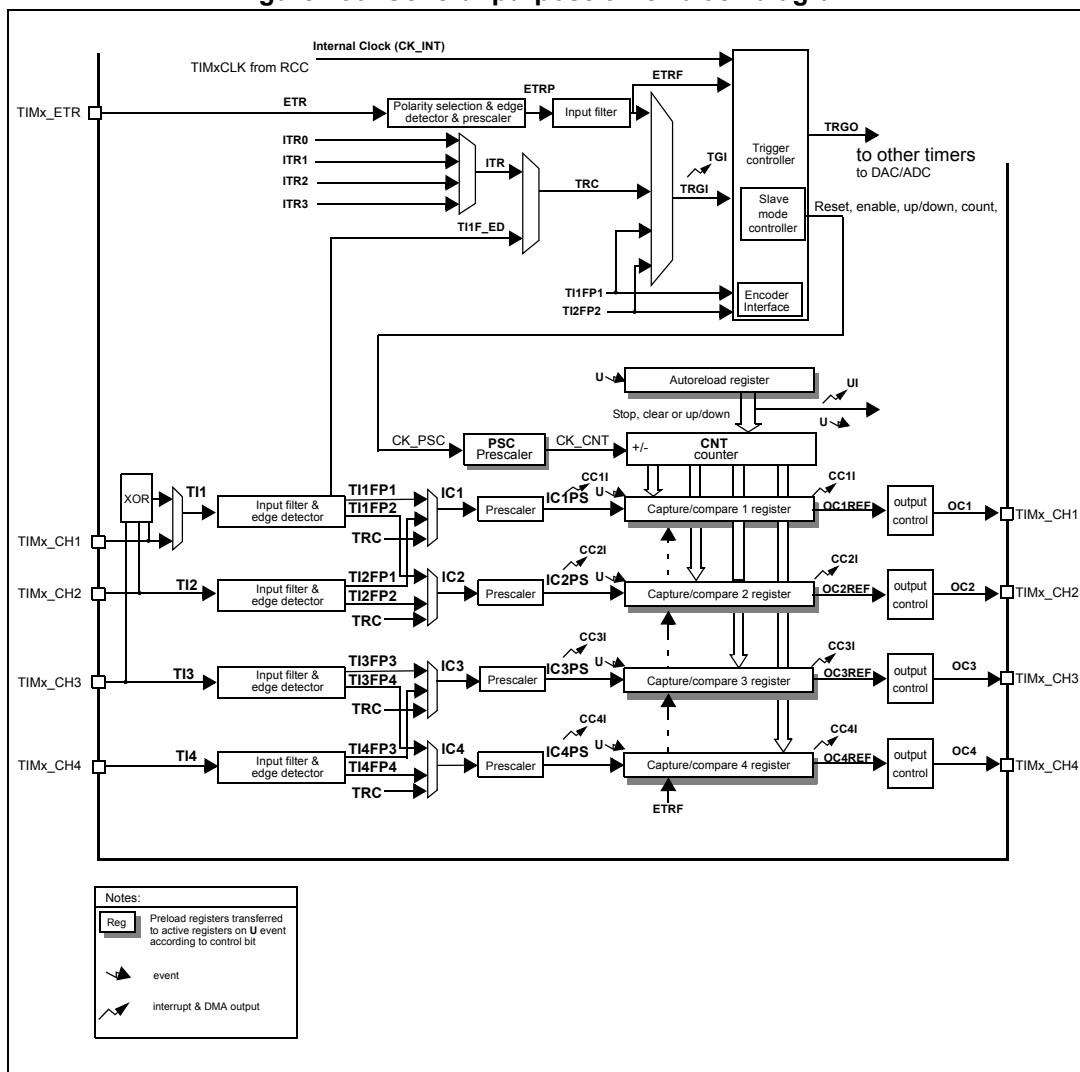 Internal Clock (CK_INT)
TIMxCLK from RCC
ETRF
ETRP
TIMx_ETR
ETR
Polarity selection & edge
detector & prescaler
Input filter
TRGO
to other timers
to DAC/ADC
Trigger
controller
ITR0
ITR1
ITR2
ITR3
ITR
TRC
TGI
TRGI
Slave
mode
controller
Reset, enable, up/down, count,
TI1F_ED
TI1FP1
TI2FP2
Encoder
Interface
U
Autoreload register
UI
Stop, clear or up/down
U
CK_PSC
PSC
Prescaler
CK_CNT
+/-
CNT
counter
XOR
TI1
Input filter &
edge detector
TI1FP1
TI1FP2
TRC
IC1
Prescaler
IC1PS
CC1I
U
Capture/compare 1 register
CC1I
OC1REF
output
control
OC1
TIMx_CH1
TIMx_CH1
TIMx_CH2
TI2
Input filter &
edge detector
TI2FP1
TI2FP2
TRC
IC2
Prescaler
IC2PS
CC2I
U
Capture/compare 2 register
CC2I
OC2REF
output
control
OC2
TIMx_CH2
TIMx_CH3
TI3
Input filter &
edge detector
TI3FP3
TI3FP4
TRC
IC3
Prescaler
IC3PS
CC3I
U
Capture/compare 3 register
CC3I
OC3REF
output
control
OC3
TIMx_CH3
TIMx_CH4
TI4
Input filter &
edge detector
TI4FP3
TI4FP4
TRC
IC4
Prescaler
IC4PS
CC4I
U
Capture/compare 4 register
CC4I
OC4REF
output
control
OC4
TIMx_CH4
ETRF
Notes:
Reg
Preload registers transferred
to active registers on U event
according to control bit
event
interrupt & DMA output